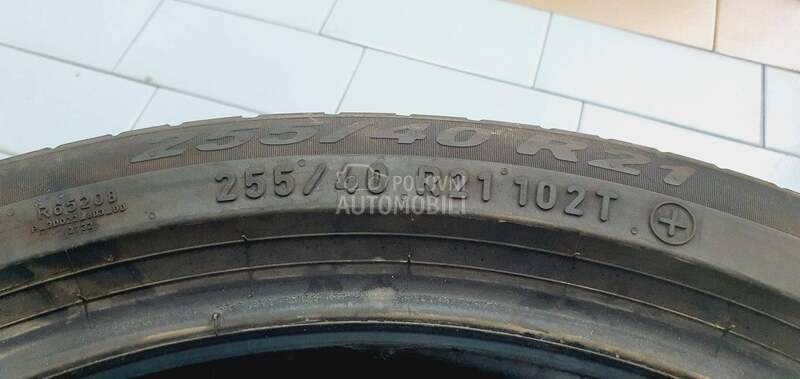 255/40 R21
255/40 R21 102T
R65208
POLOVNI
AUTOMOBILI